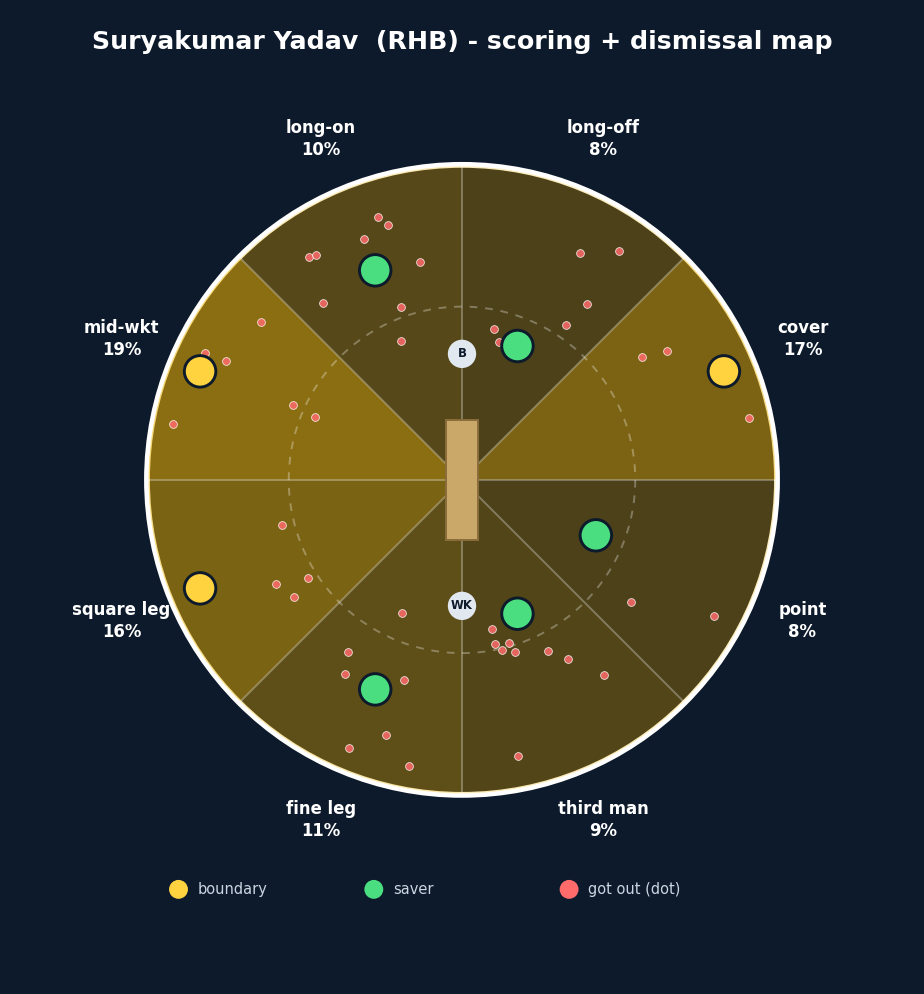 Suryakumar Yadav (RHB) - scoring + dismissal map
long-on
10%
long-off
8%
mid-wkt
19%
cover
17%
B
WK
square leg
16%
point
8%
fine leg
11%
third man
9%
boundary
saver
got out (dot)